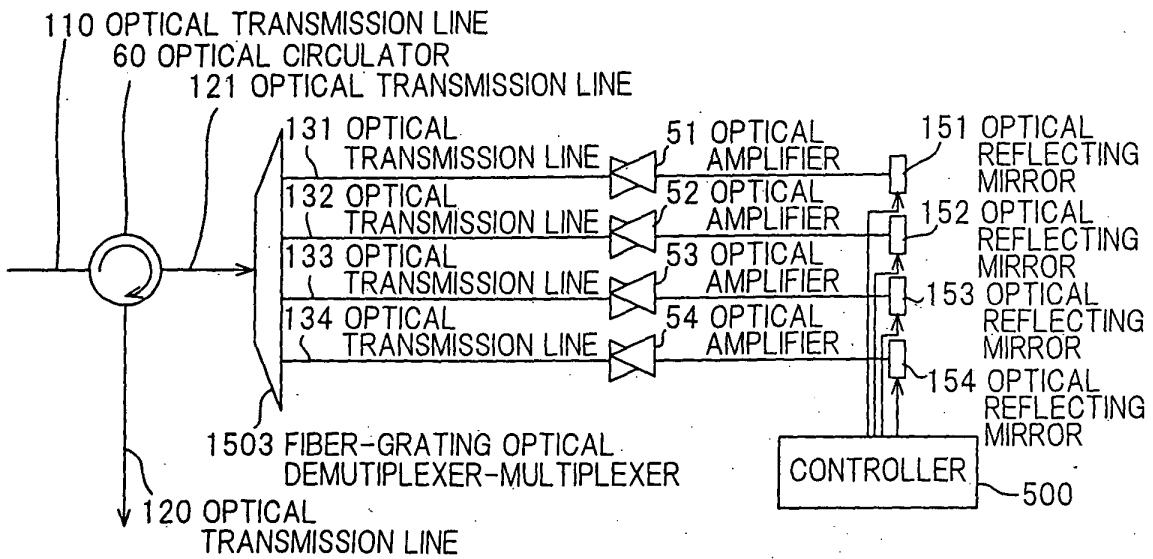 110 OPTICAL TRANSMISSION LINE
60 OPTICAL CIRCULATOR
121 OPTICAL TRANSMISSION LINE
131 OPTICAL
TRANSMISSION LINE
51 OPTICAL
AMPLIFIER
151 OPTICAL
REFLECTING
MIRROR
132 OPTICAL
TRANSMISSION LINE
52 OPTICAL
AMPLIFIER
152 OPTICAL
REFLECTING
MIRROR
133 OPTICAL
TRANSMISSION LINE
53 OPTICAL
AMPLIFIER
153 OPTICAL
REFLECTING
MIRROR
134 OPTICAL
TRANSMISSION LINE
54 OPTICAL
AMPLIFIER
154 OPTICAL
REFLECTING
MIRROR
1503 FIBER-GRATING OPTICAL
DEMUTIPLEXER-MULTIPLEXER
CONTROLLER
500
120 OPTICAL
TRANSMISSION LINE